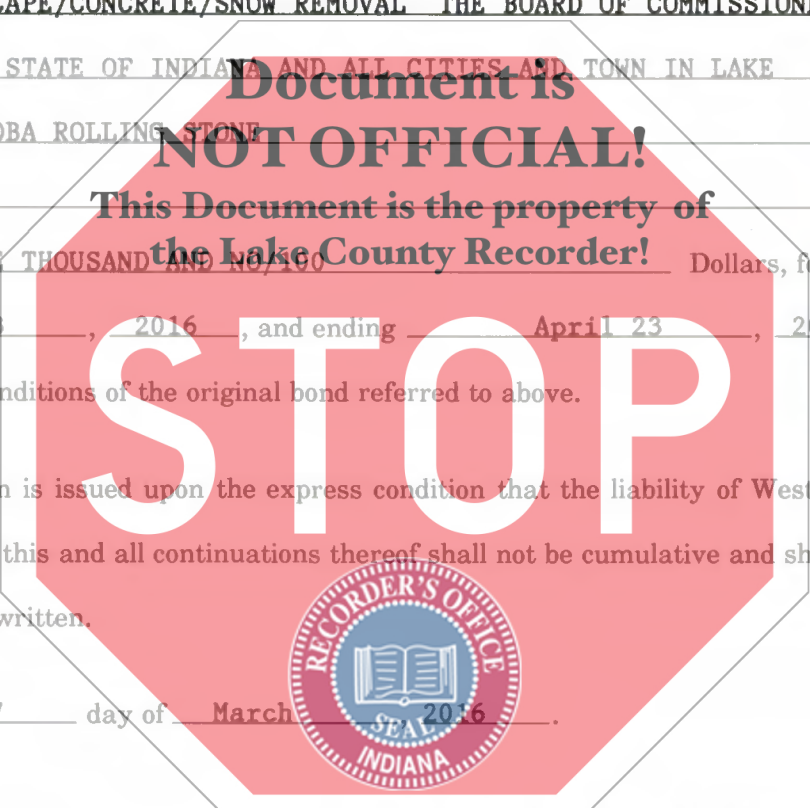 CAPE/CONCRETE/SNOW REMOVAL THE BOARD OF COMMISSION
STATE OF INDIANA AND ALL CITIES AND TOWN IN LAKE
Document is
DBA ROLLING STONE
NOT OFFICIAL!
This Document is the property of
the Lake County Recorder!
THOUSAND AND NO/100 Dollars, f
, 2016 , and ending April 23 , 2
nditions of the original bond referred to above.
STOP
n is issued upon the express condition that the liability of West
this and all continuations thereof shall not be cumulative and sh
written.
RECORDER'S OFFICE
day of March , 2016 .
SEAL
INDIANA